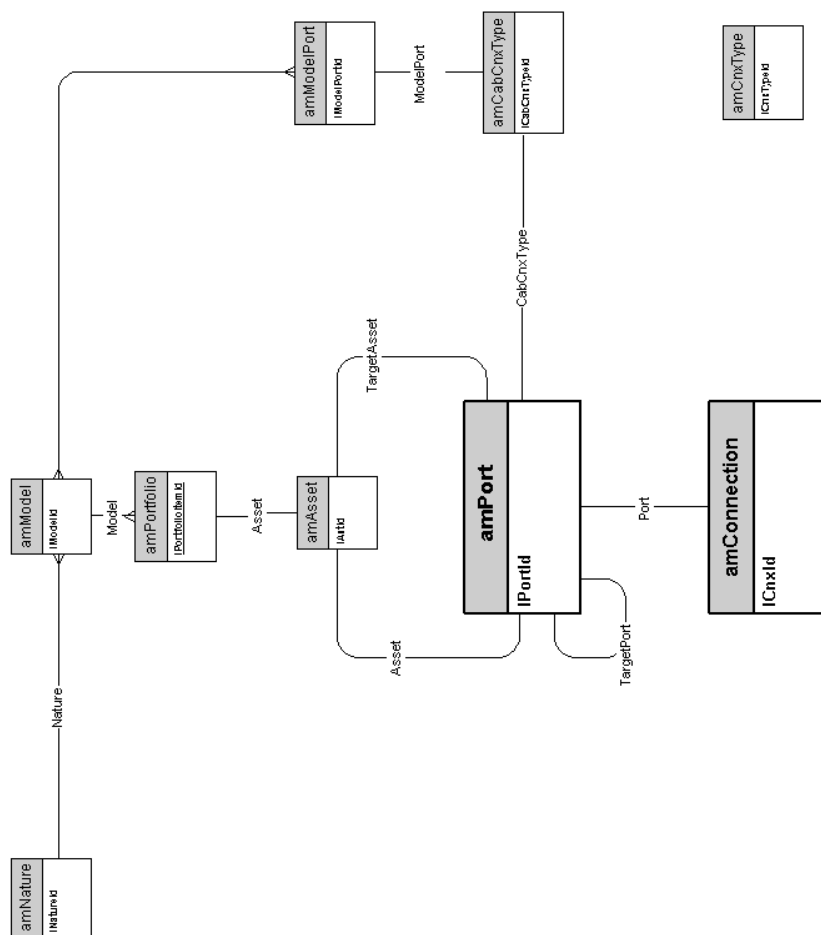 amNature
lNatureId
Nature
amModel
lModelId
Model
amPortfolio
lPortfolioItemId
Asset
amAsset
lAstId
Asset
TargetAsset
amPort
lPortId
TargetPort
Port
amConnection
lCnxId
CabCnxType
amModelPort
lModelPortId
ModelPort
amCabCnxType
lCabCnxTypeId
amCnxType
lCnxTypeId